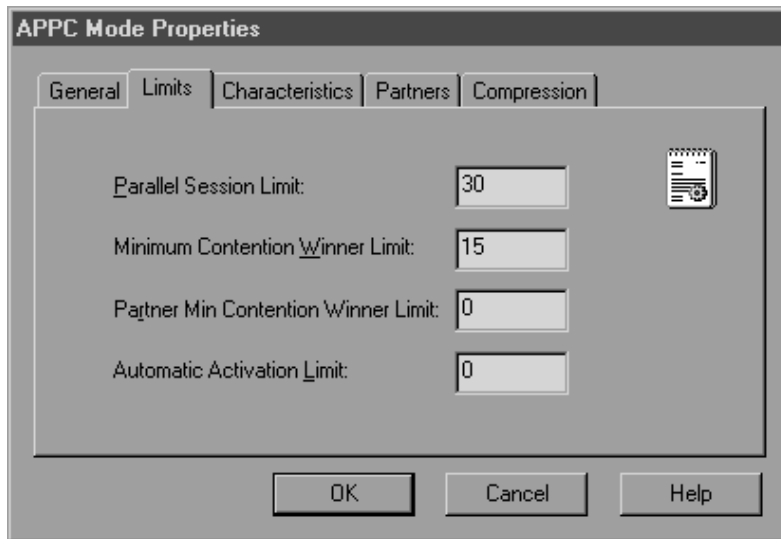 APPC Mode Properties
General Limits Characteristics Partners Compression
Parallel Session Limit: 30
Minimum Contention Winner Limit: 15
Partner Min Contention Winner Limit: 0
Automatic Activation Limit: 0
OK Cancel Help